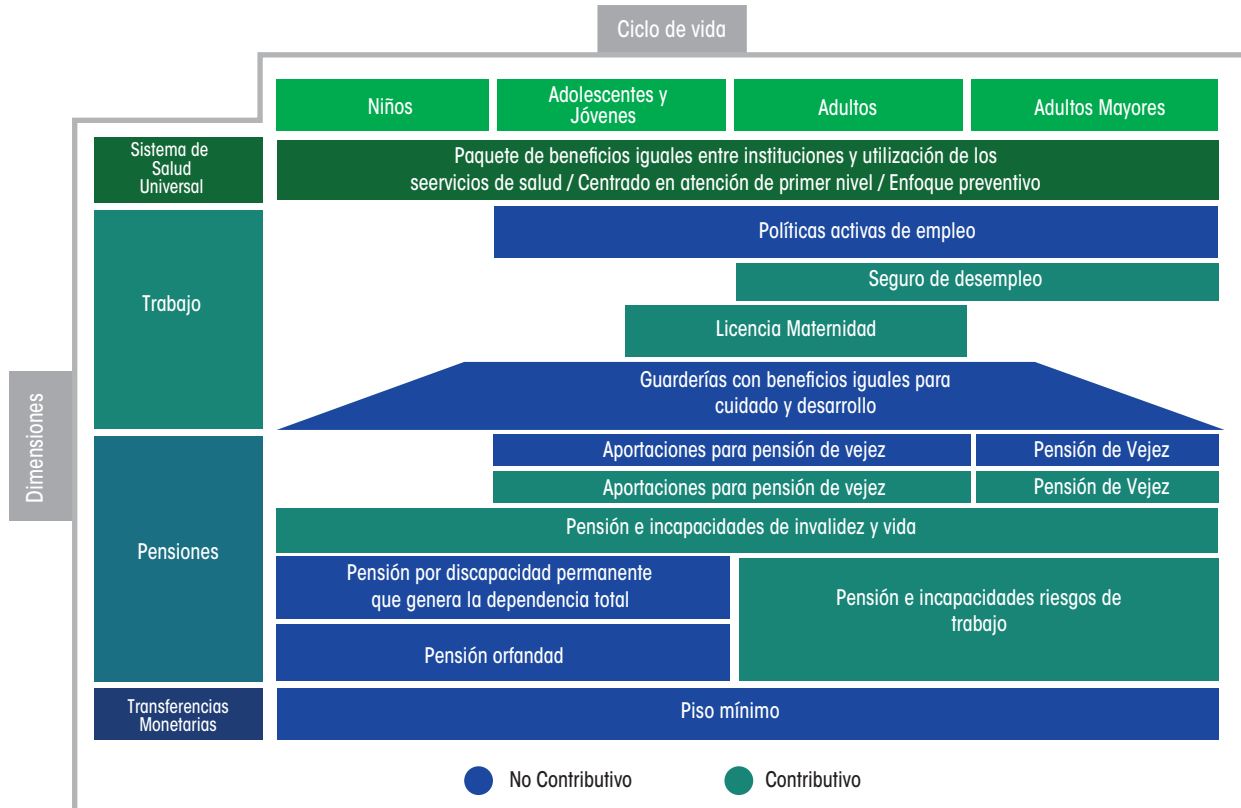 Ciclo de vida
Niños
Adolescentes y
Jóvenes
Adultos
Adultos Mayores
Dimensiones
Sistema de
Salud
Universal
Paquete de beneficios iguales entre instituciones y utilización de los
seervicios de salud / Centrado en atención de primer nivel / Enfoque preventivo
Trabajo
Políticas activas de empleo
Seguro de desempleo
Licencia Maternidad
Guarderías con beneficios iguales para
cuidado y desarrollo
Pensiones
Aportaciones para pensión de vejez
Pensión de Vejez
Aportaciones para pensión de vejez
Pensión de Vejez
Pensión e incapacidades de invalidez y vida
Pensión por discapacidad permanente
que genera la dependencia total
Pensión orfandad
Pensión e incapacidades riesgos de
trabajo
Transferencias
Monetarias
Piso mínimo
No Contributivo
Contributivo